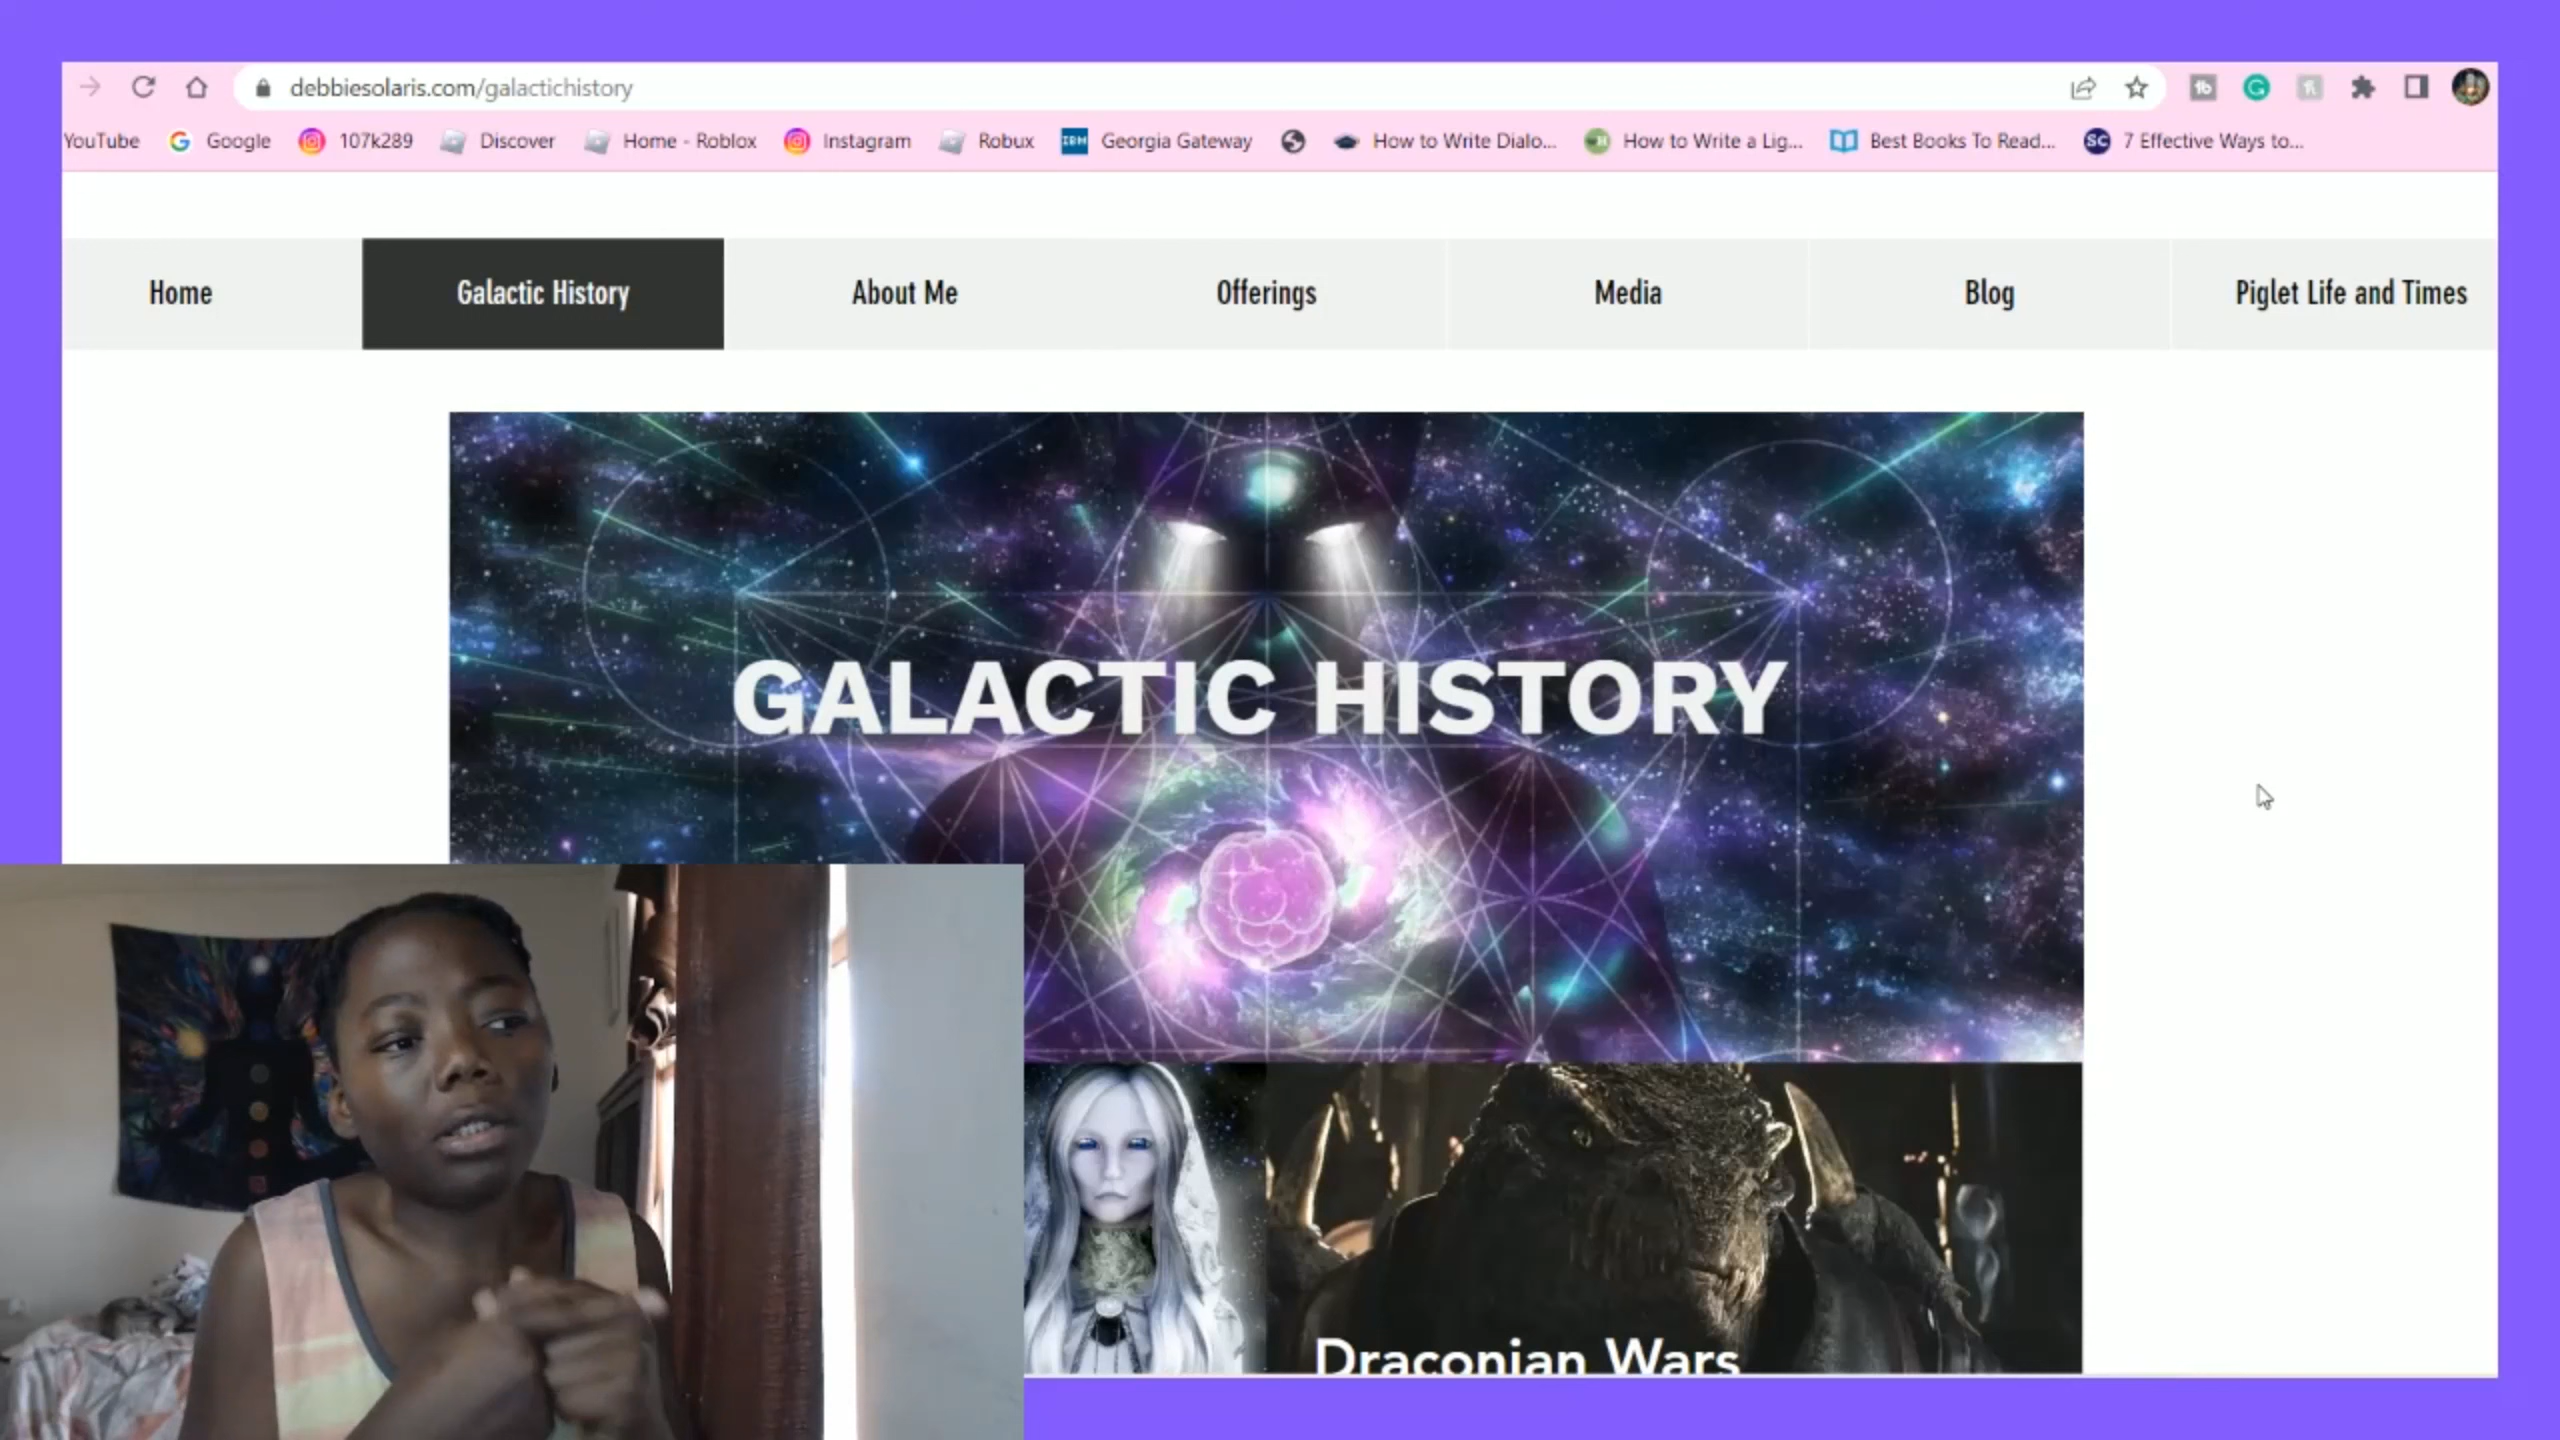 debbiesolaris.com/galactichistory
YouTube Google 107k289 Discover Home - Roblox Instagram Robux IBM Georgia Gateway How to Write Dialo... How to Write a Lig... Best Books To Read... SC 7 Effective Ways to...
Home Galactic History About Me Offerings Media Blog Piglet Life and Times
GALACTIC HISTORY
Draconian Wars